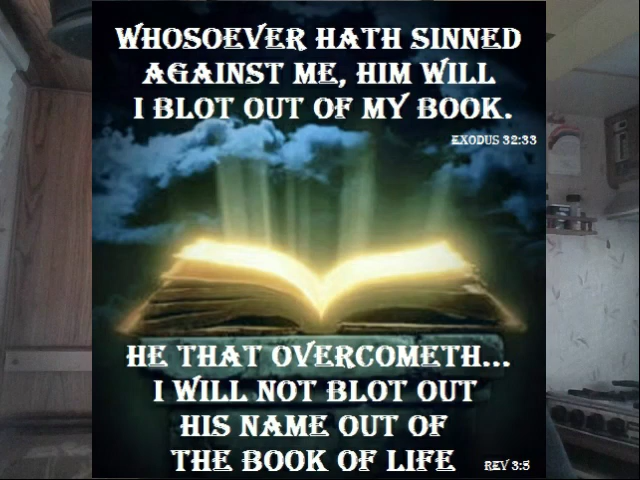 WHOSOEVER HATH SINNED
AGAINST ME, HIM WILL
I BLOT OUT OF MY BOOK.
EXODUS 32:33
HE THAT OVERCOMETH...
I WILL NOT BLOT OUT
HIS NAME OUT OF
THE BOOK OF LIFE
REV 3:5